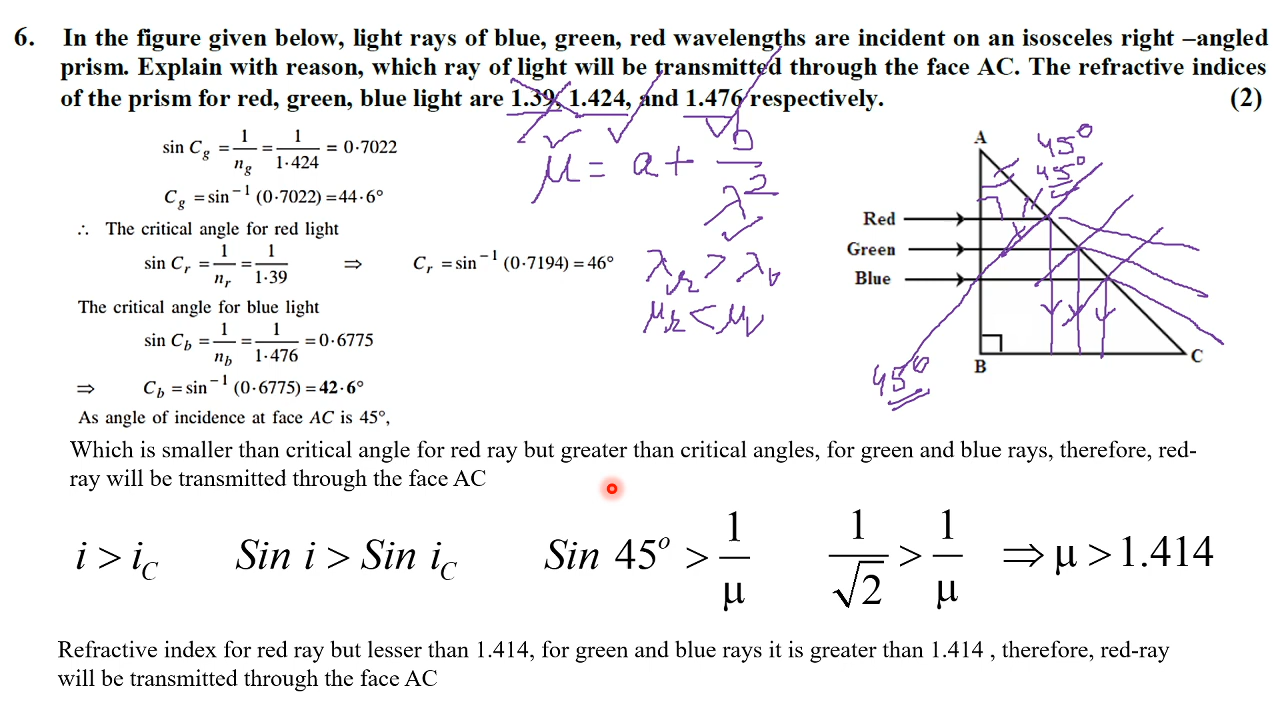 6. In the figure given below, light rays of blue, green, red wavelengths are incident on an isosceles right –angled
prism. Explain with reason, which ray of light will be transmitted through the face AC. The refractive indices
of the prism for red, green, blue light are 1.39, 1.424, and 1.476 respectively. (2)
sin C_g = 1/n_g = 1/1·424 = 0·7022
C_g = sin⁻¹ (0·7022) = 44·6°
∴ The critical angle for red light
sin C_r = 1/n_r = 1/1·39 ⇒ C_r = sin⁻¹ (0·7194) = 46°
The critical angle for blue light
sin C_b = 1/n_b = 1/1·476 = 0·6775
⇒ C_b = sin⁻¹ (0·6775) = 42·6°
As angle of incidence at face AC is 45°,
μ = a + b/λ²
λ_r > λ_v
μ_r < μ_v
A
45°
45°
Red
Green
Blue
B
C
45°
Which is smaller than critical angle for red ray but greater than critical angles, for green and blue rays, therefore, red-
ray will be transmitted through the face AC
i > i_C Sin i > Sin i_C Sin 45° > 1/μ 1/√2 > 1/μ ⇒ μ > 1.414
Refractive index for red ray but lesser than 1.414, for green and blue rays it is greater than 1.414 , therefore, red-ray
will be transmitted through the face AC